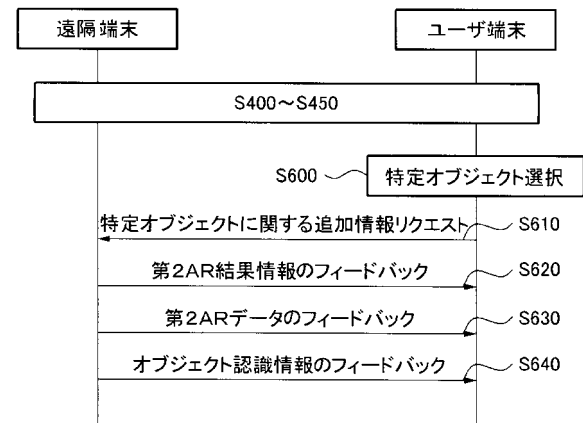 遠隔端末
ユーザ端末
S400～S450
S600
特定オブジェクト選択
特定オブジェクトに関する追加情報リクエスト
S610
第2AR結果情報のフィードバック
S620
第2ARデータのフィードバック
S630
オブジェクト認識情報のフィードバック
S640